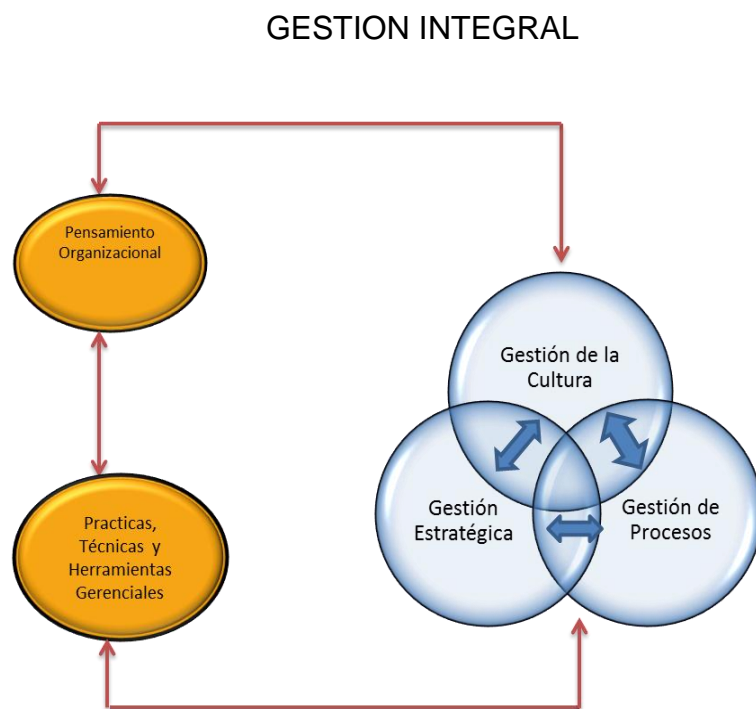 GESTION INTEGRAL
Pensamiento
Organizacional
Gestión de la
Cultura
Gestión
Estratégica
Gestión de
Procesos
Practicas,
Técnicas y
Herramientas
Gerenciales